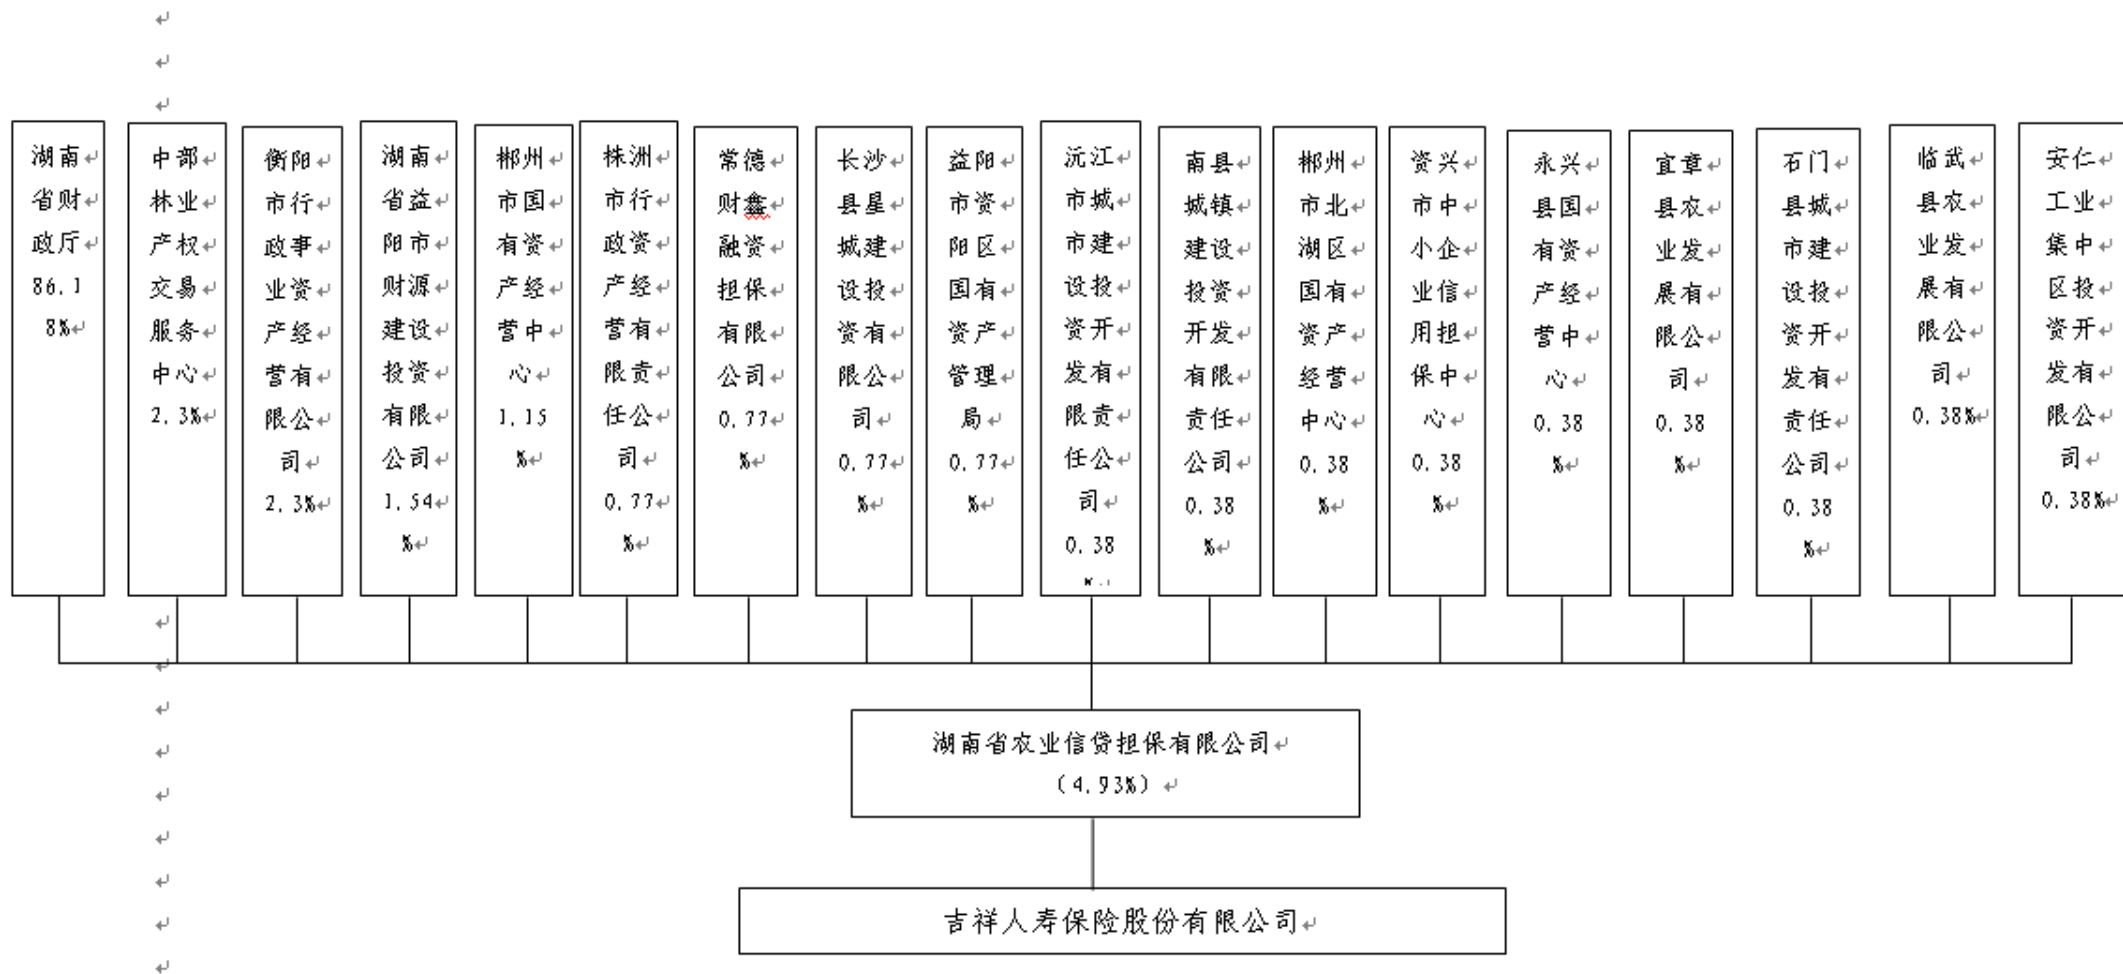 湖南
省财
政厅
86.1
8%
中部
林业
产权
交易
服务
中心
2.3%
衡阳
市行
政事
业资
产经
营有
限公
司
2.3%
湖南
省益
阳市
财源
建设
投资
有限
公司
1.54
%
郴州
市国
有资
产经
营中
心
1.15
%
株洲
市行
政资
产经
营有
限责
任公
司
0.77
%
常德
财鑫
融资
担保
有限
公司
0.77
%
长沙
县星
城建
设投
资有
限公
司
0.77
%
益阳
市资
阳区
国有
资产
管理
局
0.77
%
沅江
市城
市建
设投
资开
发有
限责
任公
司
0.38
%
南县
城镇
建设
投资
开发
有限
责任
公司
0.38
%
郴州
市北
湖区
国有
资产
经营
中心
0.38
%
资兴
市中
小企
业信
用担
保中
心
0.38
%
永兴
县国
有资
产经
营中
心
0.38
%
宜章
县农
业发
展有
限公
司
0.38
%
石门
县城
市建
设投
资开
发有
责任
公司
0.38
%
临武
县农
业发
展有
限公
司
0.38%
安仁
工业
集中
区投
资开
发有
限公
司
0.38%
湖南省农业信贷担保有限公司
（4.93%）
吉祥人寿保险股份有限公司